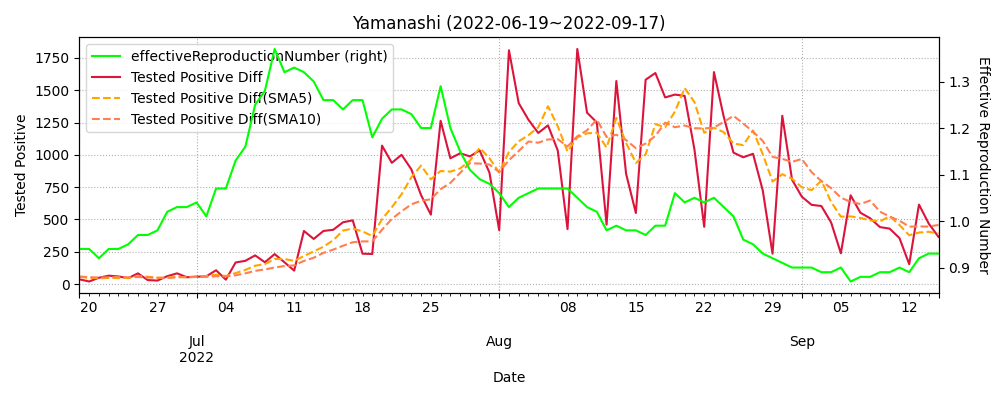 Yamanashi (2022-06-19~2022-09-17)
effectiveReproductionNumber (right)
Tested Positive Diff
Tested Positive Diff(SMA5)
Tested Positive Diff(SMA10)
Tested Positive
1750
1500
1250
1000
750
500
250
0
Effective Reproduction Number
1.3
1.2
1.1
1.0
0.9
20 27 04 11 18 25 08 15 22 29 05 12
Jul Aug Sep
2022
Date